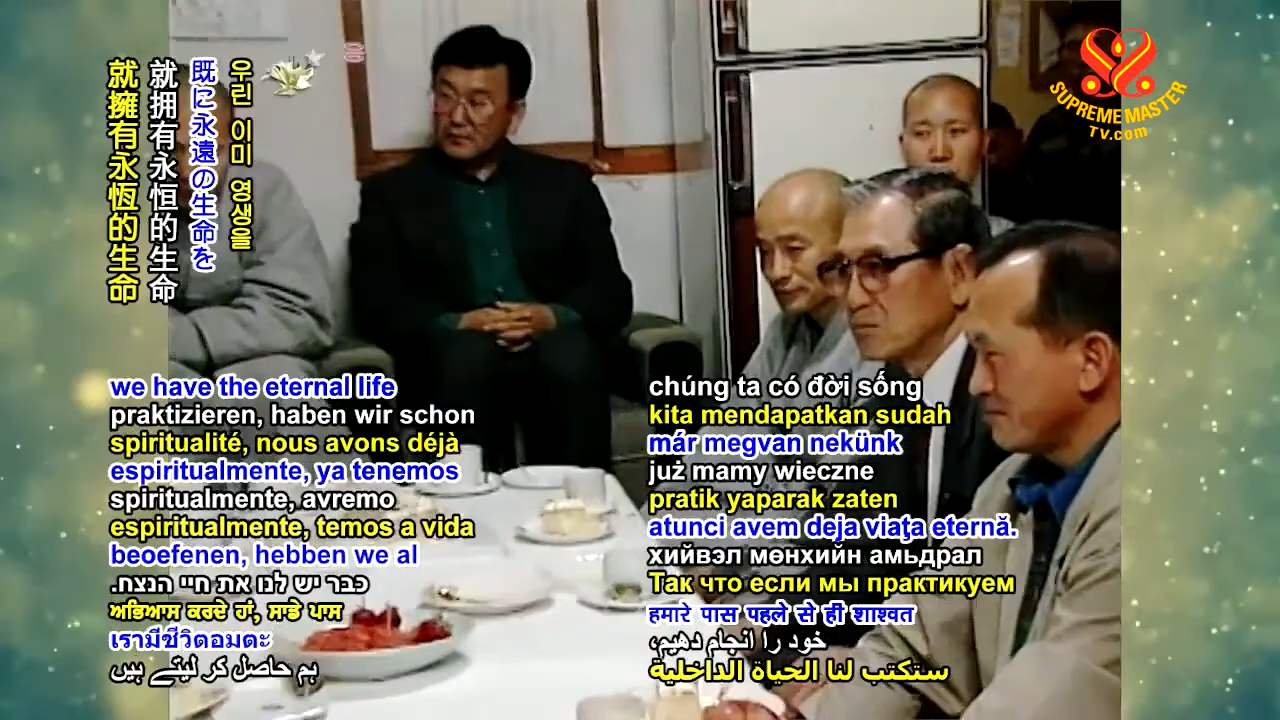 SUPREME MASTER
TV.com
就擁有永恆的生命
就拥有永恒的生命
既に永遠の生命を
우린 이미 영생을
we have the eternal life
praktizieren, haben wir schon
spiritualité, nous avons déjà
espiritualmente, ya tenemos
spiritualmente, avremo
espiritualmente, temos a vida
beoefenen, hebben we al
כבר יש לנו את חיי הנצח.
ਅਭਿਆਸ ਕਰਦੇ ਹਾਂ, ਸਾਡੇ ਪਾਸ
เรามีชีวิตอมตะ
ہم حاصل کر لیتے ہیں
chúng ta có đời sống
kita mendapatkan sudah
már megvan nekünk
już mamy wieczne
pratik yaparak zaten
atunci avem deja viaţa eternă.
хийвэл мөнхийн амьдрал
Так что если мы практикуем
हमारे पास पहले से ही शाश्वत
خود را انجام دهیم،
ستكتب لنا الحياة الداخلية